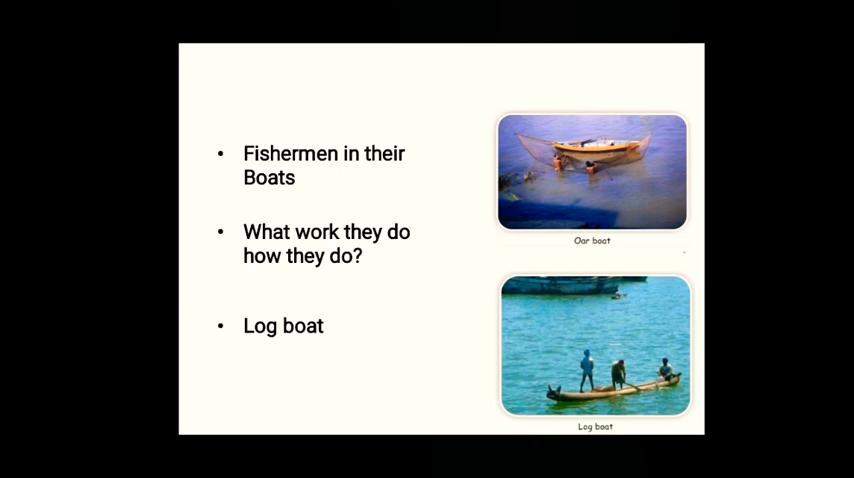 • Fishermen in their
Boats
• What work they do
how they do?
• Log boat
Oar boat
Log boat